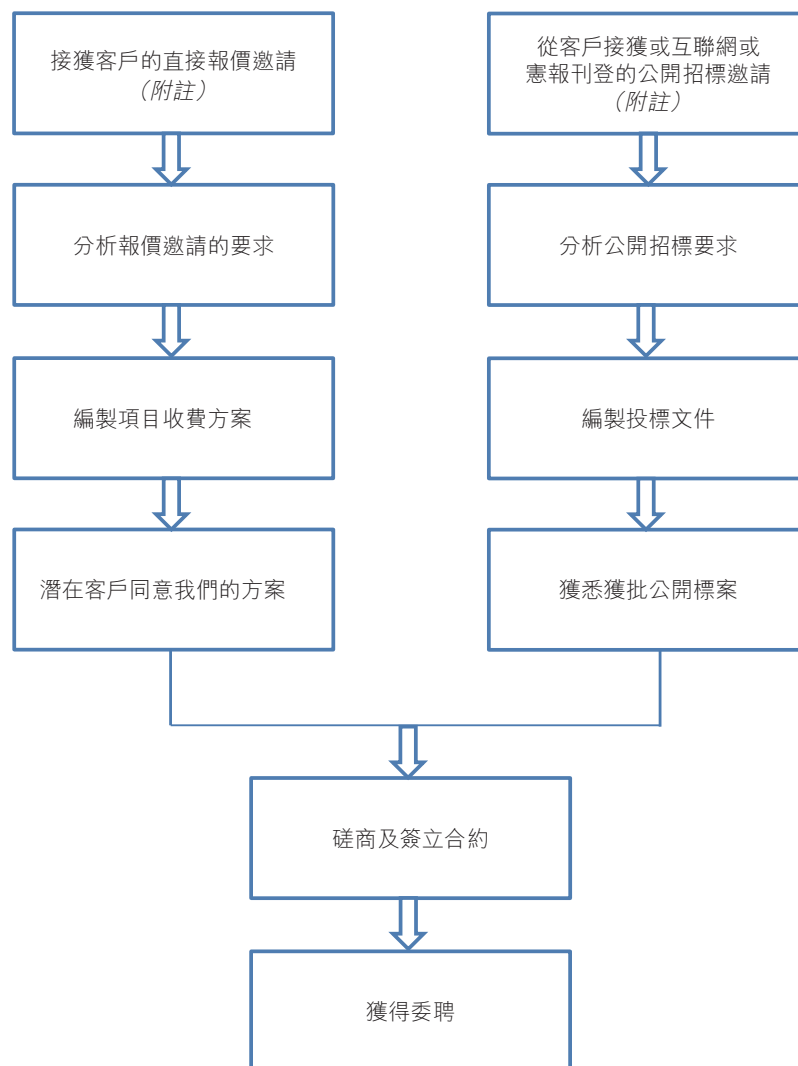 接獲客戶的直接報價邀請
（附註）
分析報價邀請的要求
編製項目收費方案
潛在客戶同意我們的方案
從客戶接獲或互聯網或
憲報刊登的公開招標邀請
（附註）
分析公開招標要求
編製投標文件
獲悉獲批公開標案
磋商及簽立合約
獲得委聘